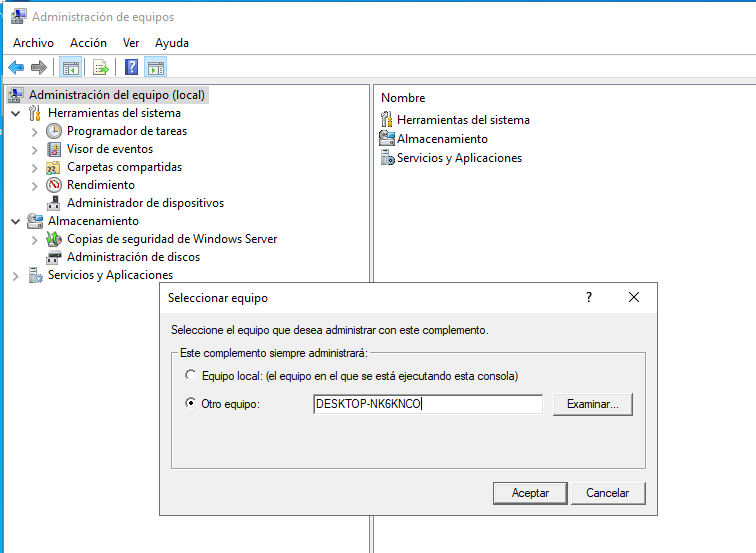 Administración de equipos
Archivo Acción Ver Ayuda
Administración del equipo (local)
Herramientas del sistema
Programador de tareas
Visor de eventos
Carpetas compartidas
Rendimiento
Administrador de dispositivos
Almacenamiento
Copias de seguridad de Windows Server
Administración de discos
Servicios y Aplicaciones
Nombre
Herramientas del sistema
Almacenamiento
Servicios y Aplicaciones
Seleccionar equipo
?
Seleccione el equipo que desea administrar con este complemento.
Este complemento siempre administrará:
Equipo local: (el equipo en el que se está ejecutando esta consola)
Otro equipo: DESKTOP-NK6KNCO Examinar...
Aceptar Cancelar